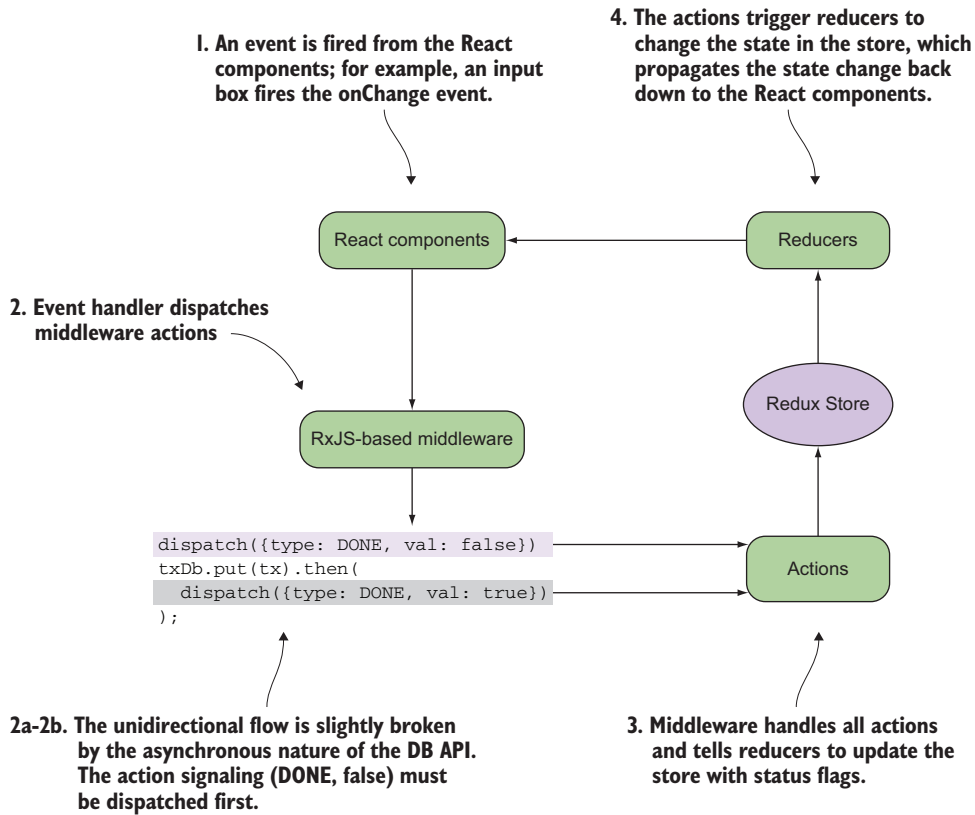 1. An event is fired from the React
components; for example, an input
box fires the onChange event.
4. The actions trigger reducers to
change the state in the store, which
propagates the state change back
down to the React components.
React components
Reducers
2. Event handler dispatches
middleware actions
Redux Store
RxJS-based middleware
dispatch({type: DONE, val: false})
txDb.put(tx).then(
dispatch({type: DONE, val: true})
);
Actions
2a-2b. The unidirectional flow is slightly broken
by the asynchronous nature of the DB API.
The action signaling (DONE, false) must
be dispatched first.
3. Middleware handles all actions
and tells reducers to update the
store with status flags.